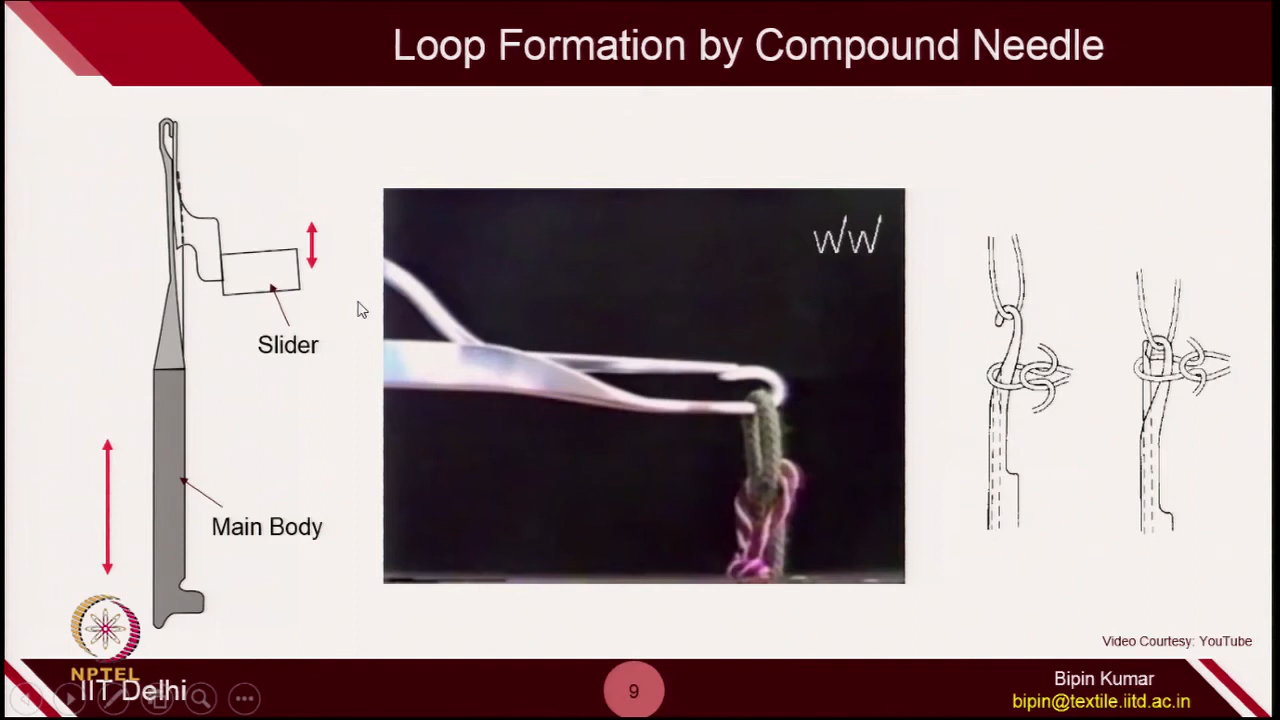 Loop Formation by Compound Needle
Slider
Main Body
Video Courtesy: YouTube
NPTEL
IIT Delhi
9
Bipin Kumar
bipin@textile.iitd.ac.in